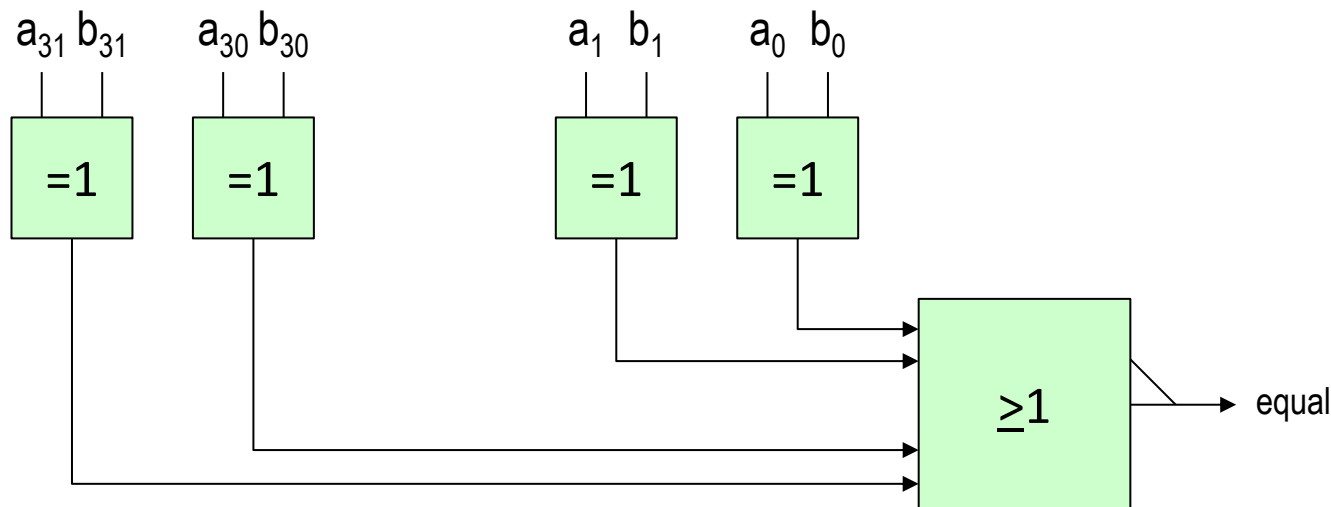 a₃₁ b₃₁ a₃₀ b₃₀ a₁ b₁ a₀ b₀
=1 =1 =1 =1
≥1
equal